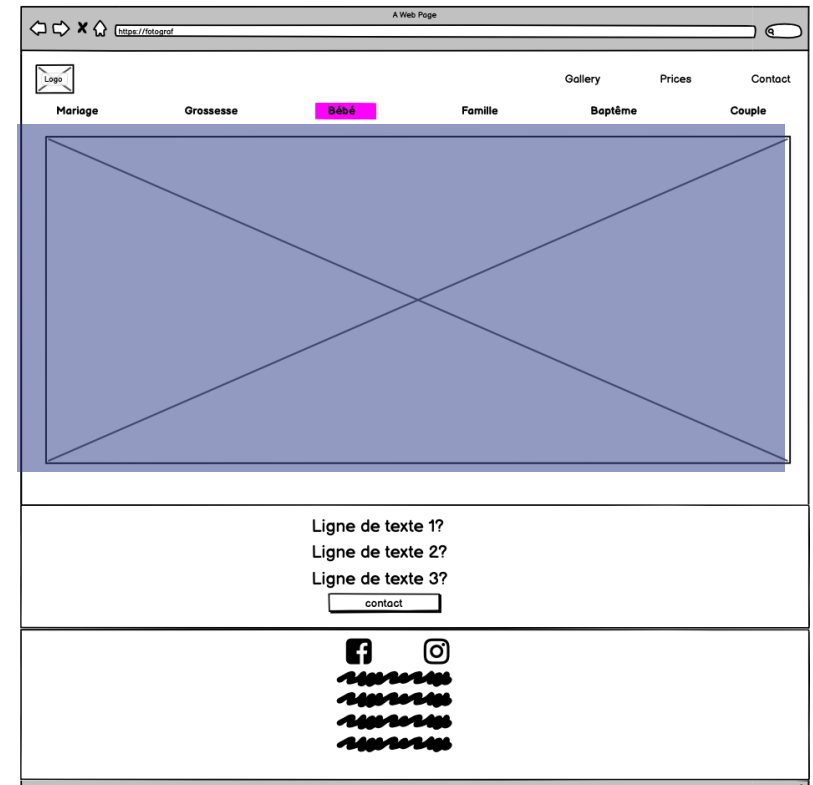 A Web Page
https://fotograf
Logo
Gallery Prices Contact
Mariage Grossesse Bébé Famille Baptême Couple
Ligne de texte 1?
Ligne de texte 2?
Ligne de texte 3?
contact